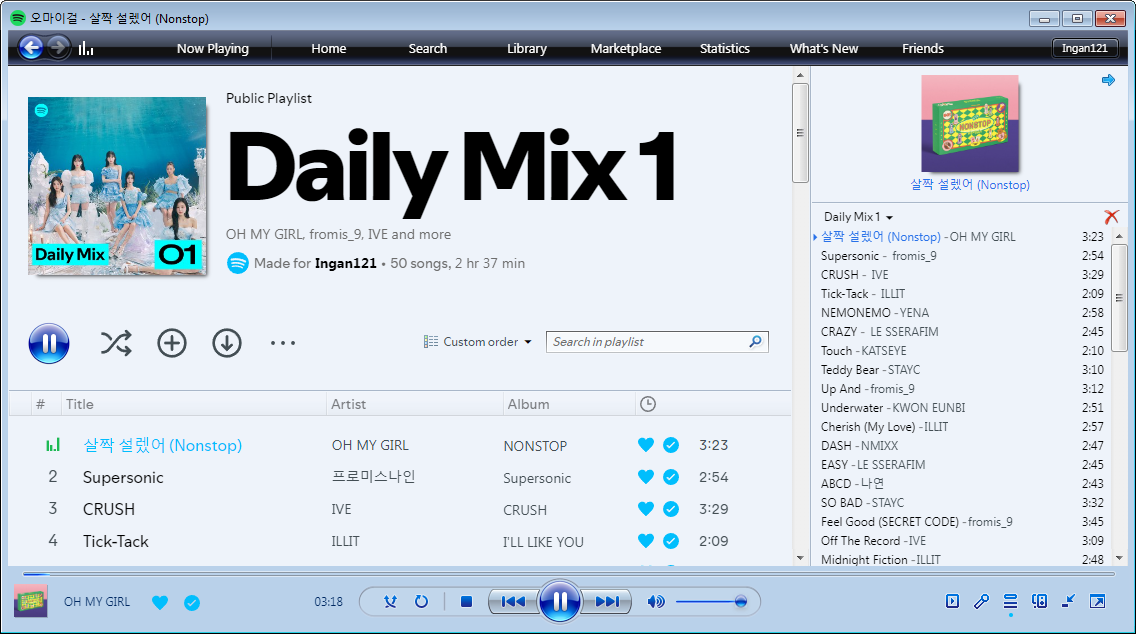 오마이걸 - 살짝 설렜어 (Nonstop)
Now Playing
Home
Search
Library
Marketplace
Statistics
What's New
Friends
Ingan121
Public Playlist
Daily Mix 1
OH MY GIRL, fromis_9, IVE and more
Made for Ingan121 • 50 songs, 2 hr 37 min
Daily Mix
01
Custom order
Search in playlist
# Title Artist Album
살짝 설렜어 (Nonstop) OH MY GIRL NONSTOP 3:23
2 Supersonic 프로미스나인 Supersonic 2:54
3 CRUSH IVE CRUSH 3:29
4 Tick-Tack ILLIT I'LL LIKE YOU 2:09
NONSTOP
살짝 설렜어 (Nonstop)
Daily Mix 1
살짝 설렜어 (Nonstop) - OH MY GIRL 3:23
Supersonic - fromis_9 2:54
CRUSH - IVE 3:29
Tick-Tack - ILLIT 2:09
NEMONEMO - YENA 2:58
CRAZY - LE SSERAFIM 2:45
Touch - KATSEYE 2:10
Teddy Bear - STAYC 3:10
Up And - fromis_9 3:12
Underwater - KWON EUNBI 2:51
Cherish (My Love) - ILLIT 2:57
DASH - NMIXX 2:47
EASY - LE SSERAFIM 2:45
ABCD - 나연 2:43
SO BAD - STAYC 3:32
Feel Good (SECRET CODE) - fromis_9 3:45
Off The Record - IVE 3:09
Midnight Fiction - ILLIT 2:48
OH MY GIRL
03:18